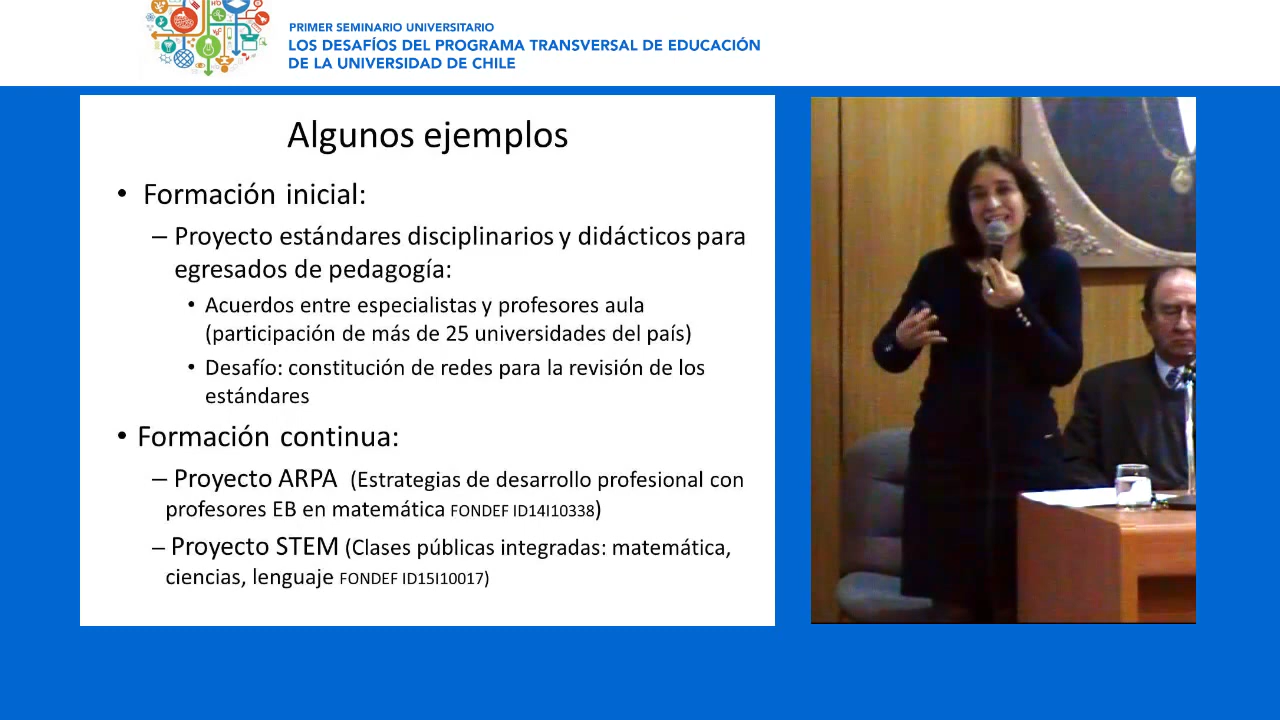 PRIMER SEMINARIO UNIVERSITARIO
LOS DESAFÍOS DEL PROGRAMA TRANSVERSAL DE EDUCACIÓN
DE LA UNIVERSIDAD DE CHILE
Algunos ejemplos
• Formación inicial:
– Proyecto estándares disciplinarios y didácticos para
egresados de pedagogía:
• Acuerdos entre especialistas y profesores aula
(participación de más de 25 universidades del país)
• Desafío: constitución de redes para la revisión de los
estándares
• Formación continua:
– Proyecto ARPA (Estrategias de desarrollo profesional con
profesores EB en matemática FONDEF ID14I10338)
– Proyecto STEM (Clases públicas integradas: matemática,
ciencias, lenguaje FONDEF ID15I10017)